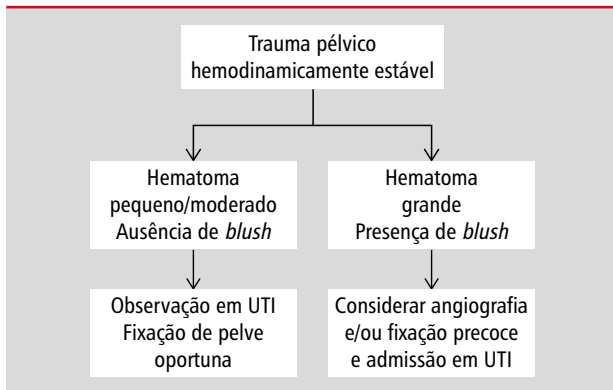 Trauma pélvico
hemodinamicamente estável
Hematoma
pequeno/moderado
Ausência de blush
Hematoma
grande
Presença de blush
Observação em UTI
Fixação de pelve
oportuna
Considerar angiografia
e/ou fixação precoce
e admissão em UTI